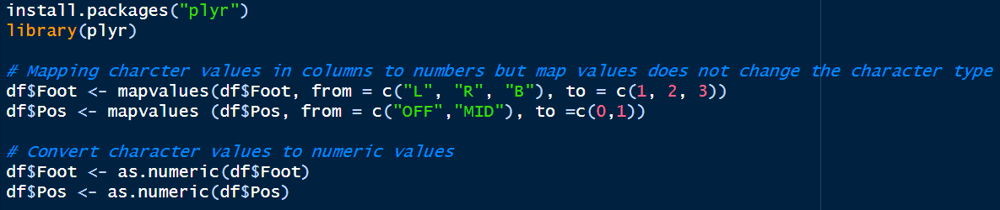 install.packages("plyr")
library(plyr)
# Mapping charcter values in columns to numbers but map values does not change the character type
df$Foot <- mapvalues(df$Foot, from = c("L", "R", "B"), to = c(1, 2, 3))
df$Pos <- mapvalues (df$Pos, from = c("OFF","MID"), to =c(0,1))
# Convert character values to numeric values
df$Foot <- as.numeric(df$Foot)
df$Pos <- as.numeric(df$Pos)